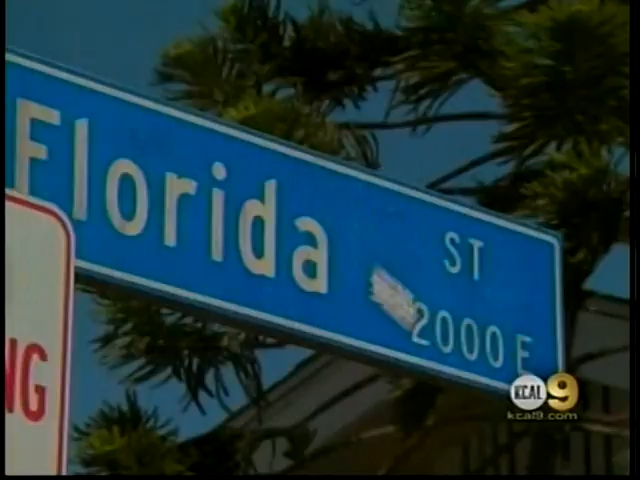 Florida
ST
2000 E
NG
KCAL 9
kcal9.com